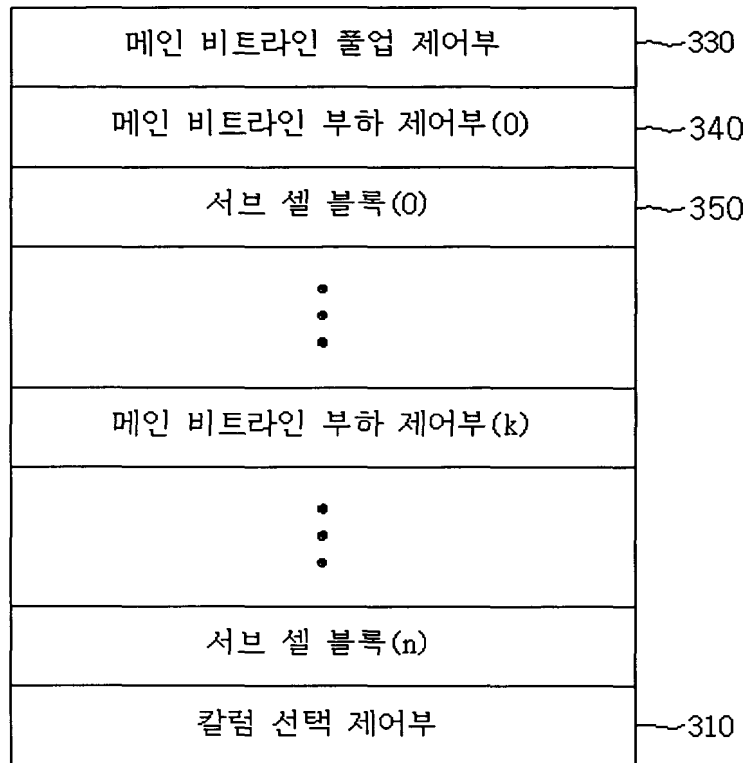 메인 비트라인 풀업 제어부 330
메인 비트라인 부하 제어부(0) 340
서브 셀 블록(0) 350
메인 비트라인 부하 제어부(k)
서브 셀 블록(n)
칼럼 선택 제어부 310